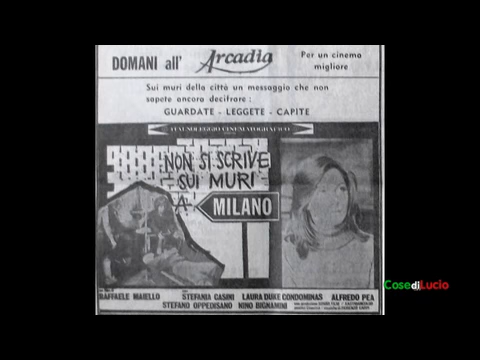 DOMANI all'
Arcadia
Per un cinema
migliore
Sui muri della città un messaggio che non
sapete ancora decifrare:
GUARDATE - LEGGETE - CAPITE
ITALNOLEGGIO CINEMATOGRAFICO
NON SI SCRIVE
SUI MURI
A
MILANO
RAFFAELE MAIELLO
STEFANIA CASINI LAURA DUKE CONDOMINAS ALFREDO PEA
STEFANO OPPEDISANO NINO BIGNAMINI
CosediLucio